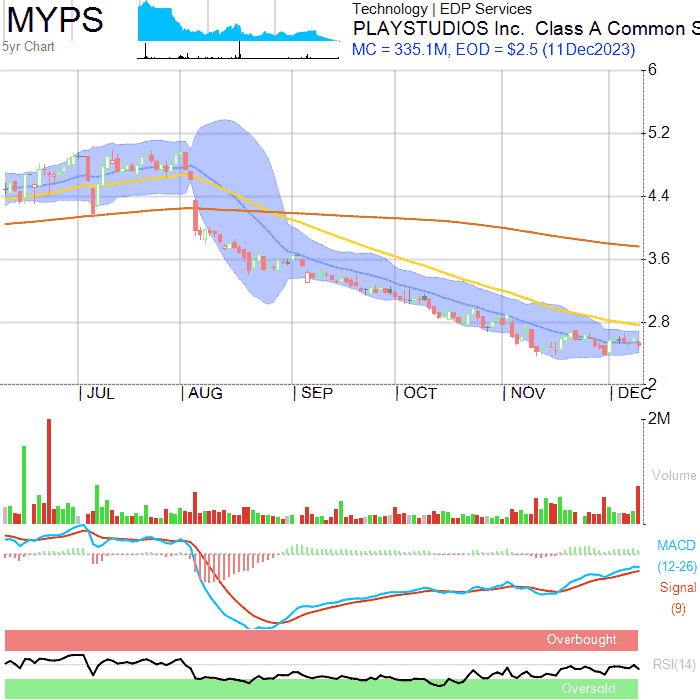 MYPS
5yr Chart
Technology | EDP Services
PLAYSTUDIOS Inc. Class A Common S
MC = 335.1M, EOD = $2.5 (11Dec2023)
6
5.2
4.4
3.6
2.8
2
| JUL | AUG | SEP | OCT | NOV | DEC
2M
Volume
MACD
(12-26)
Signal
(9)
Overbought
RSI(14)
Oversold